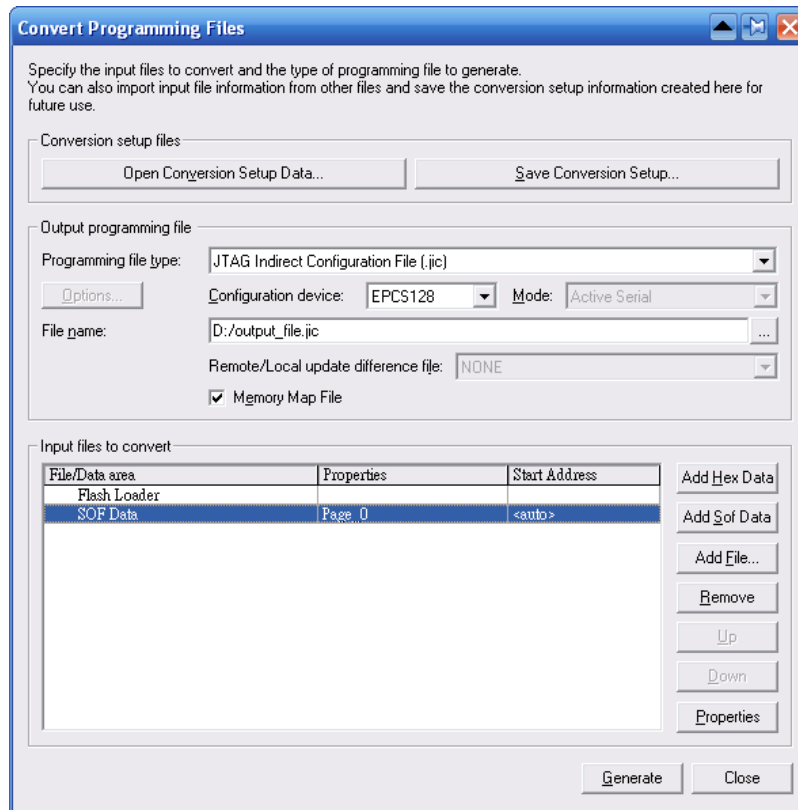 Convert Programming Files
Specify the input files to convert and the type of programming file to generate.
You can also import input file information from other files and save the conversion setup information created here for
future use.
Conversion setup files
Open Conversion Setup Data...
Save Conversion Setup...
Output programming file
Programming file type:
JTAG Indirect Configuration File (.jic)
Options...
Configuration device:
EPCS128
Mode:
Active Serial
File name:
D:/output_file.jic
...
Remote/Local update difference file:
NONE
Memory Map File
Input files to convert
File/Data area
Properties
Start Address
Flash Loader
SOF Data
Page_0
<auto>
Add Hex Data
Add Sof Data
Add File...
Remove
Up
Down
Properties
Generate
Close